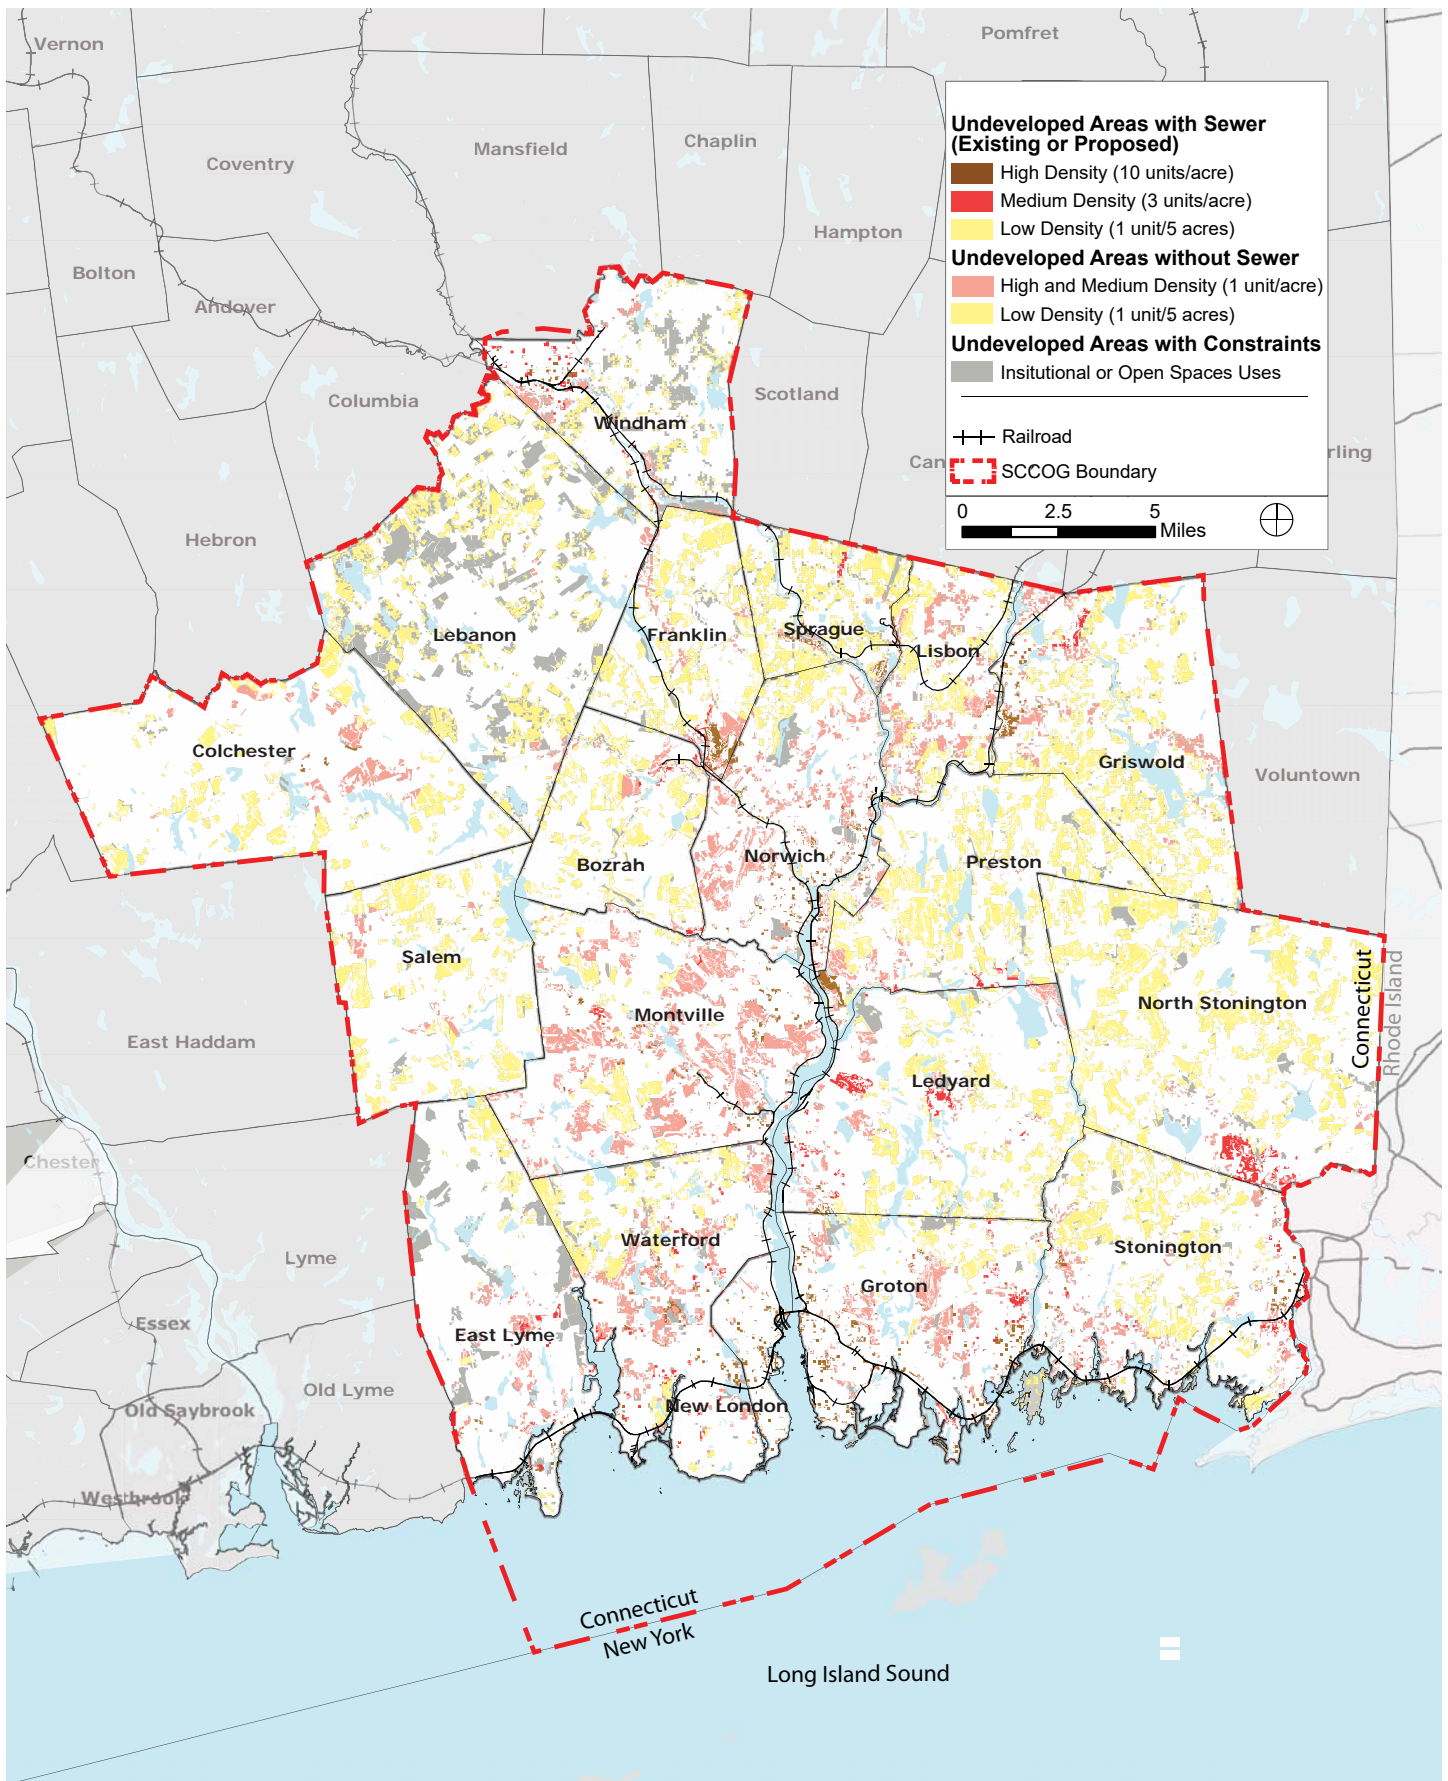 Vernon
Pomfret
Coventry
Mansfield
Chaplin
Hampton
Bolton
Andover
Columbia
Scotland
Hebron
Can
rling
Undeveloped Areas with Sewer
(Existing or Proposed)
High Density (10 units/acre)
Medium Density (3 units/acre)
Low Density (1 unit/5 acres)
Undeveloped Areas without Sewer
High and Medium Density (1 unit/acre)
Low Density (1 unit/5 acres)
Undeveloped Areas with Constraints
Insitutional or Open Spaces Uses
Railroad
SCCOG Boundary
0 2.5 5
Miles
Windham
Lebanon
Franklin
Sprague
Lisbon
Colchester
Griswold
Voluntown
Bozrah
Norwich
Preston
Salem
North Stonington
Connecticut
Rhode Island
Montville
East Haddam
Ledyard
Chester
Lyme
Waterford
Stonington
Groton
Essex
East Lyme
Old Lyme
New London
Old Saybrook
Westbrook
Connecticut
New York
Long Island Sound